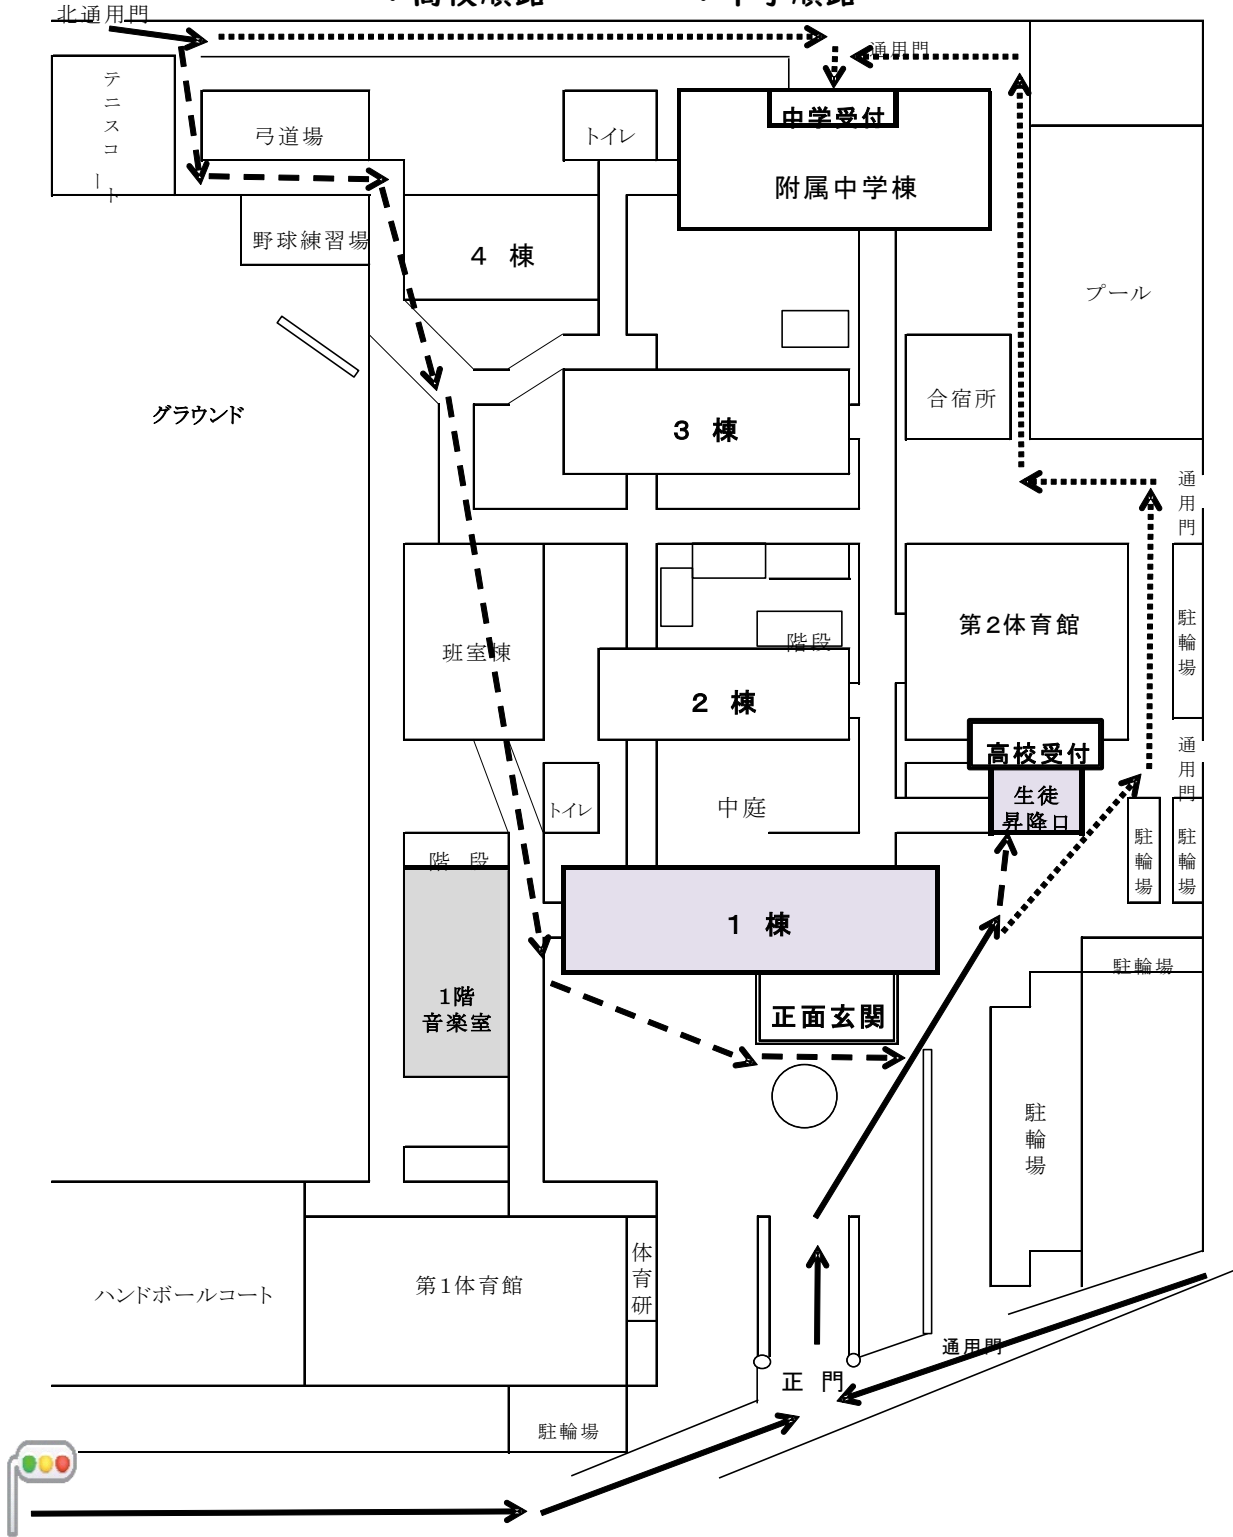 高校順路
中学順路
北通用門
通用門
テニスコート
弓道場
トイレ
中学受付
附属中学棟
野球練習場
4 棟
プール
グラウンド
合宿所
3 棟
通用門
第2体育館
駐輪場
班室棟
階段
2 棟
高校受付
通用門
生徒
昇降口
トイレ
中庭
駐輪場
駐輪場
階 段
1 棟
駐輪場
1階
音楽室
正面玄関
駐輪場
体育研
第1体育館
ハンドボールコート
通用門
正 門
駐輪場